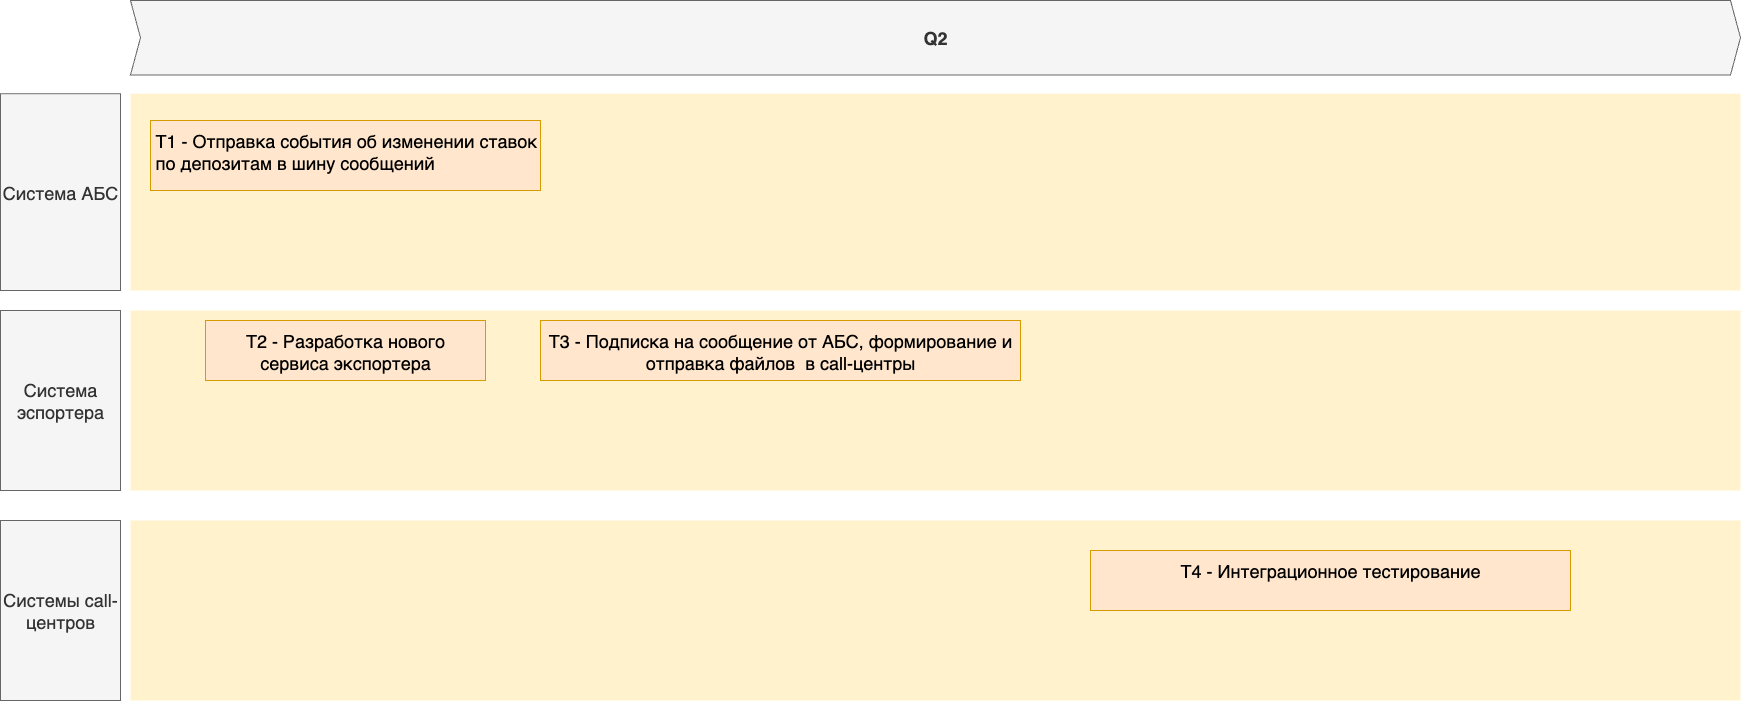 Q2
Система АБС
T1 - Отправка события об изменении ставок
по депозитам в шину сообщений
Система
эспортера
T2 - Разработка нового
сервиса экспортера
T3 - Подписка на сообщение от АБС, формирование и
отправка файлов  в call-центры
Системы call-
центров
T4 - Интеграционное тестирование